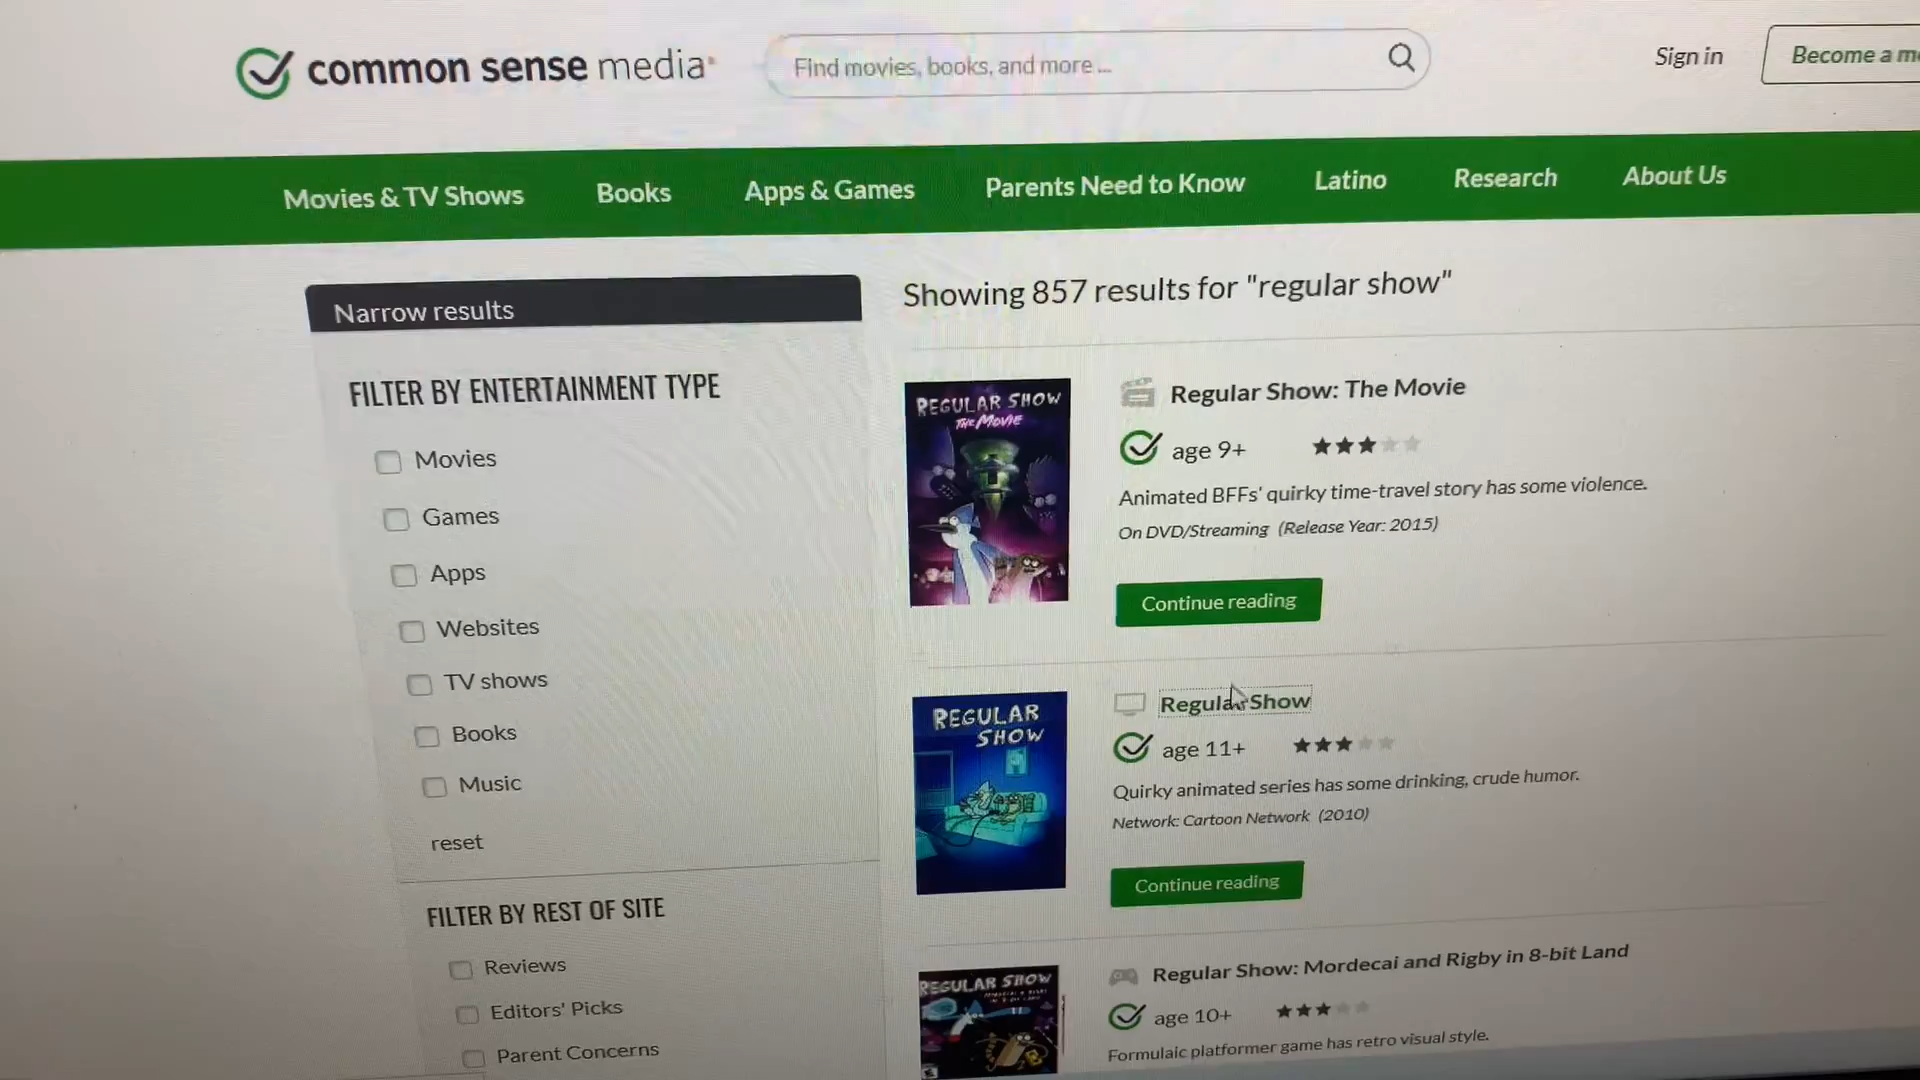 common sense media
Find movies, books, and more ...
Sign in
Become a m
Movies & TV Shows
Books
Apps & Games
Parents Need to Know
Latino
Research
About Us
Narrow results
FILTER BY ENTERTAINMENT TYPE
Movies
Games
Apps
Websites
TV shows
Books
Music
reset
FILTER BY REST OF SITE
Reviews
Editors' Picks
Parent Concerns
Showing 857 results for "regular show"
REGULAR SHOW
THE MOVIE
Regular Show: The Movie
age 9+
Animated BFFs' quirky time-travel story has some violence.
On DVD/Streaming (Release Year: 2015)
Continue reading
REGULAR
SHOW
Regular Show
age 11+
Quirky animated series has some drinking, crude humor.
Network: Cartoon Network (2010)
Continue reading
REGULAR SHOW
Regular Show: Mordecai and Rigby in 8-bit Land
age 10+
Formulaic platformer game has retro visual style.